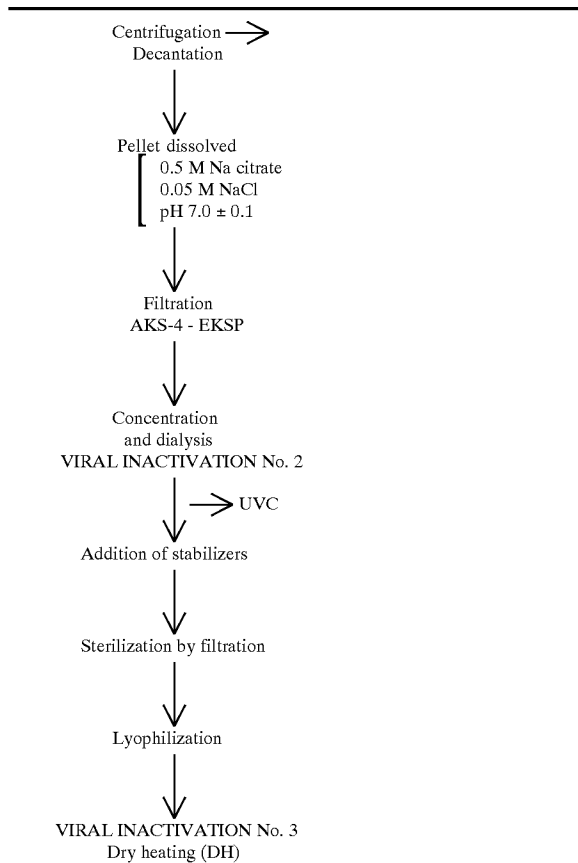 Centrifugation
Decantation
Pellet dissolved
0.5 M Na citrate
0.05 M NaCl
pH 7.0 ± 0.1
Filtration
AKS-4 - EKSP
Concentration
and dialysis
VIRAL INACTIVATION No. 2
UVC
Addition of stabilizers
Sterilization by filtration
Lyophilization
VIRAL INACTIVATION No. 3
Dry heating (DH)